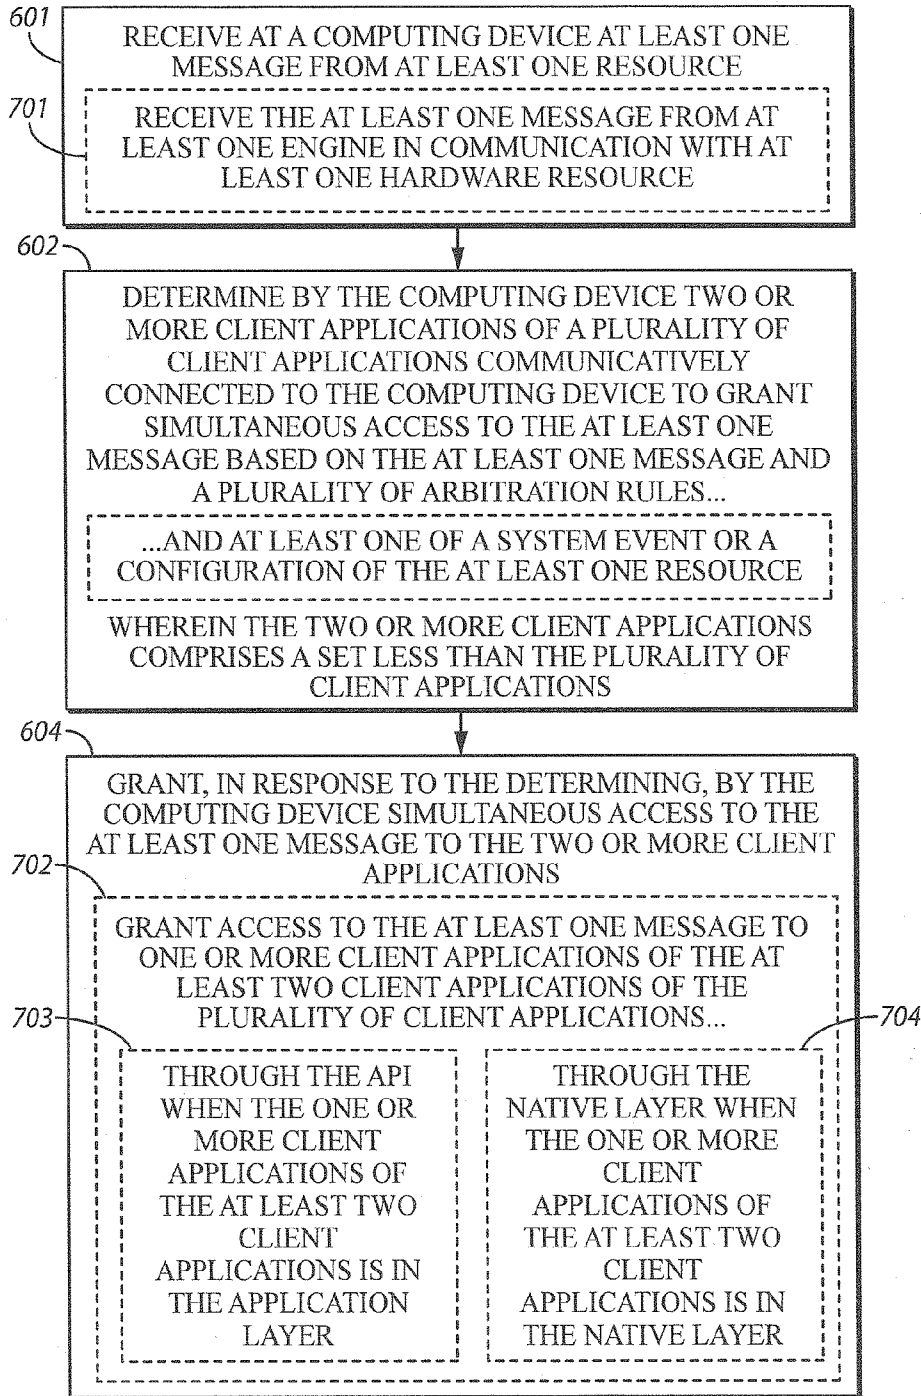 601
RECEIVE AT A COMPUTING DEVICE AT LEAST ONE
MESSAGE FROM AT LEAST ONE RESOURCE
701
RECEIVE THE AT LEAST ONE MESSAGE FROM AT
LEAST ONE ENGINE IN COMMUNICATION WITH AT
LEAST ONE HARDWARE RESOURCE
602
DETERMINE BY THE COMPUTING DEVICE TWO OR
MORE CLIENT APPLICATIONS OF A PLURALITY OF
CLIENT APPLICATIONS COMMUNICATIVELY
CONNECTED TO THE COMPUTING DEVICE TO GRANT
SIMULTANEOUS ACCESS TO THE AT LEAST ONE
MESSAGE BASED ON THE AT LEAST ONE MESSAGE AND
A PLURALITY OF ARBITRATION RULES...
...AND AT LEAST ONE OF A SYSTEM EVENT OR A
CONFIGURATION OF THE AT LEAST ONE RESOURCE
WHEREIN THE TWO OR MORE CLIENT APPLICATIONS
COMPRISES A SET LESS THAN THE PLURALITY OF
CLIENT APPLICATIONS
604
GRANT, IN RESPONSE TO THE DETERMINING, BY THE
COMPUTING DEVICE SIMULTANEOUS ACCESS TO THE
AT LEAST ONE MESSAGE TO THE TWO OR MORE CLIENT
APPLICATIONS
702
GRANT ACCESS TO THE AT LEAST ONE MESSAGE TO
ONE OR MORE CLIENT APPLICATIONS OF THE AT
LEAST TWO CLIENT APPLICATIONS OF THE
PLURALITY OF CLIENT APPLICATIONS...
703
THROUGH THE API
WHEN THE ONE OR
MORE CLIENT
APPLICATIONS OF
THE AT LEAST TWO
CLIENT
APPLICATIONS IS IN
THE APPLICATION
LAYER
704
THROUGH THE
NATIVE LAYER WHEN
THE ONE OR MORE
CLIENT
APPLICATIONS OF
THE AT LEAST TWO
CLIENT
APPLICATIONS IS IN
THE NATIVE LAYER